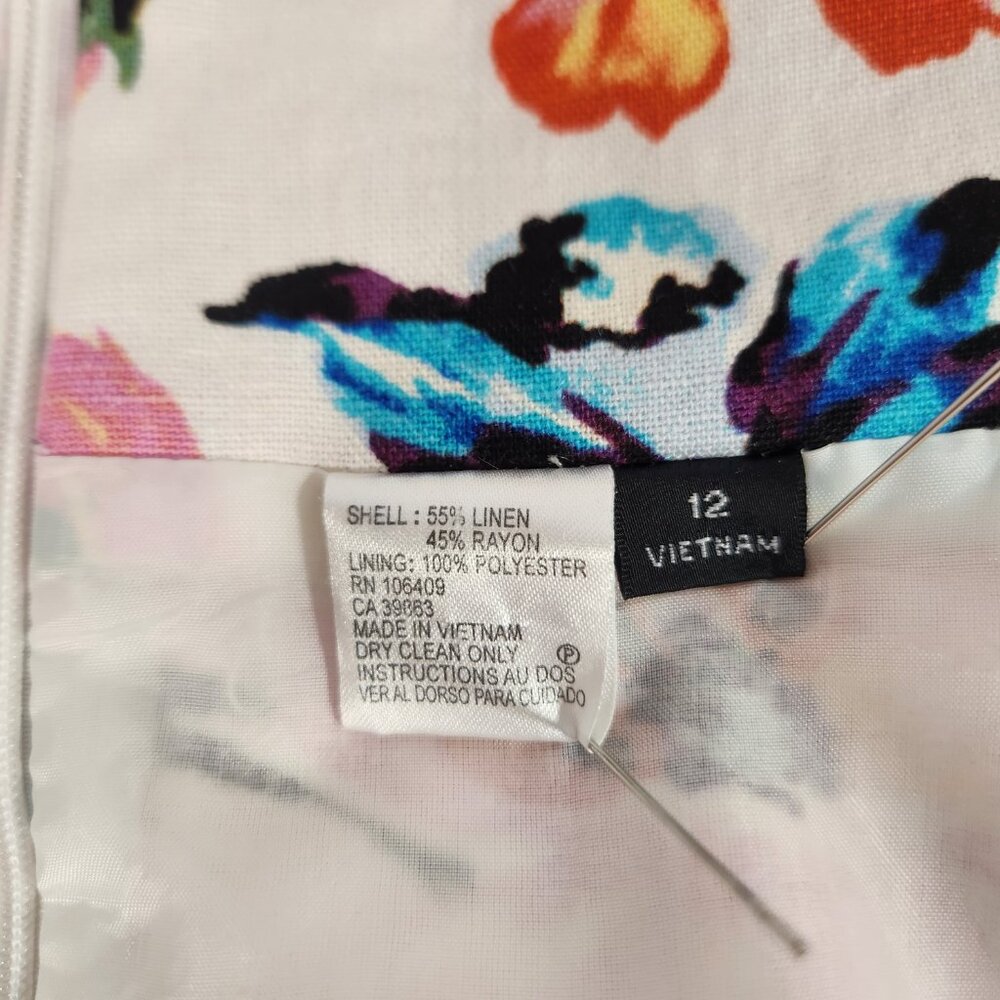 SHELL : 55% LINEN
45% RAYON
LINING: 100% POLYESTER
RN 106409
CA 39863
MADE IN VIETNAM
DRY CLEAN ONLY Ⓟ
INSTRUCTIONS AU DOS
VER AL DORSO PARA CUIDADO
12
VIETNAM